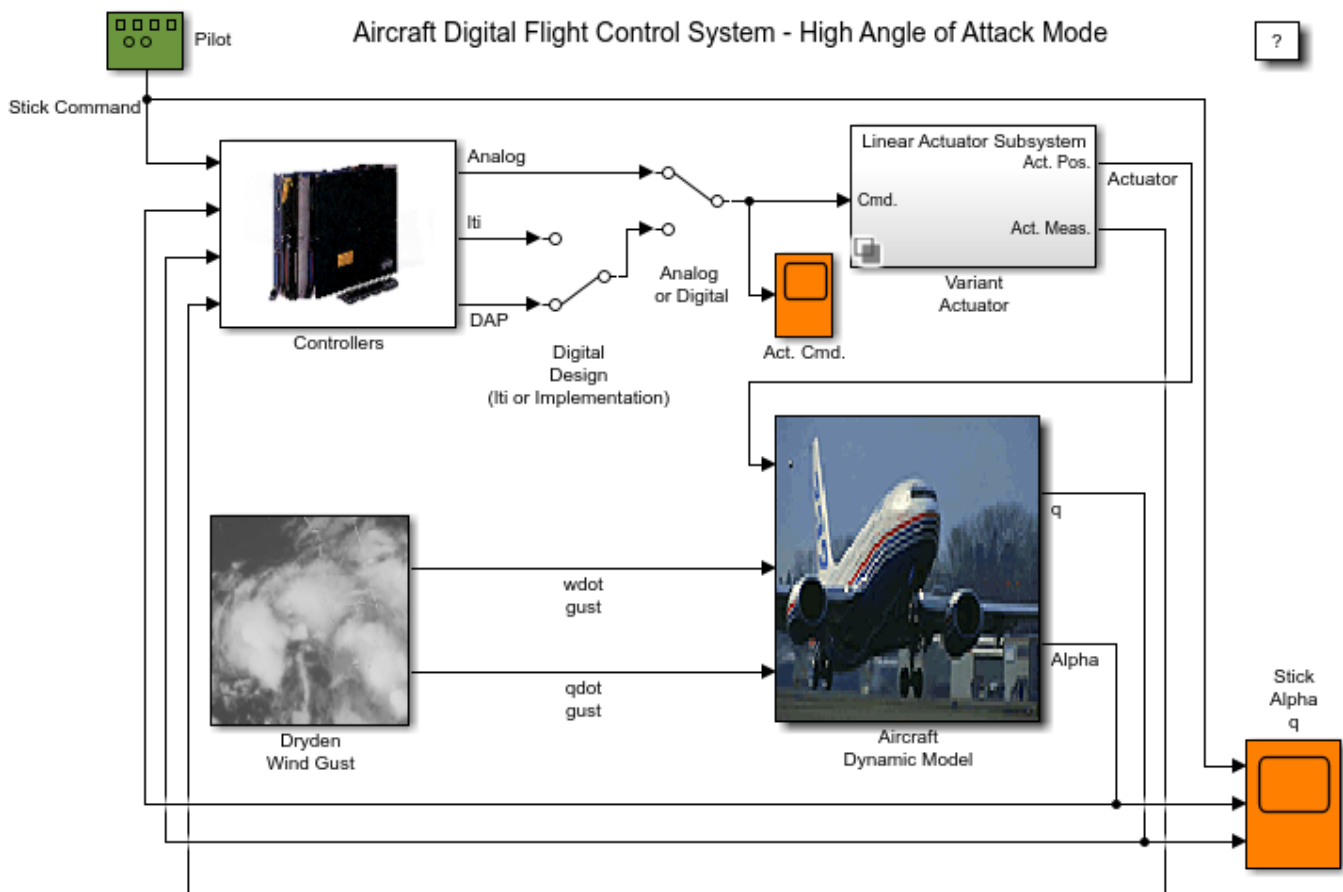 Aircraft Digital Flight Control System - High Angle of Attack Mode
?
Pilot
Stick Command
Analog
lti
DAP
Controllers
Digital
Design
(lti or Implementation)
Analog
or Digital
Linear Actuator Subsystem
Act. Pos.
Cmd.
Act. Meas.
Variant
Actuator
Actuator
Act. Cmd.
wdot
gust
qdot
gust
Dryden
Wind Gust
q
Alpha
Aircraft
Dynamic Model
Stick
Alpha
q